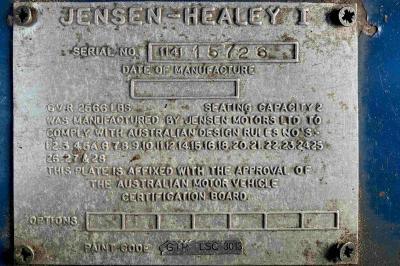 JENSEN-HEALEY I
SERIAL NO. 1141 15726
DATE OF MANUFACTURE
G.V.R. 2566 LBS SEATING CAPACITY 2
WAS MANUFACTURED BY JENSEN MOTORS LTD TO
COMPLY WITH AUSTRALIAN DESIGN RULES NO'S-
1,2,3, 4, 5A,6 7,8,9,10,11,12,14,15,16,18, 20,21, 22, 23, 24,25
26, 27 & 28
THIS PLATE IS AFFIXED WITH THE APPROVAL OF
THE AUSTRALIAN MOTOR VEHICLE
CERTIFICATION BOARD.
OPTIONS
PAINT CODE LSC 3013